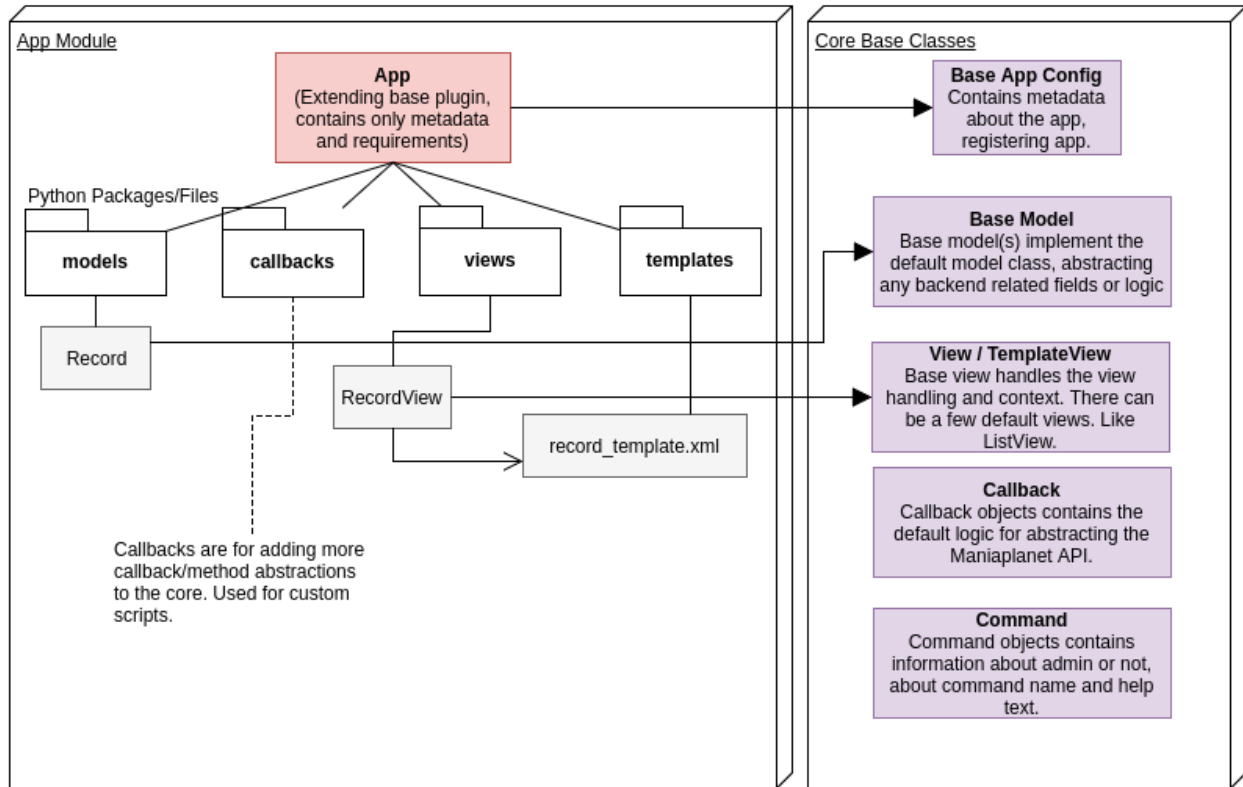 App Module
App
(Extending base plugin,
contains only metadata
and requirements)
Python Packages/Files
models
callbacks
views
templates
Record
RecordView
record_template.xml
Callbacks are for adding more
callback/method abstractions
to the core. Used for custom
scripts.
Core Base Classes
Base App Config
Contains metadata
about the app,
registering app.
Base Model
Base model(s) implement the
default model class, abstracting
any backend related fields or logic
View / TemplateView
Base view handles the view
handling and context. There can
be a few default views. Like
ListView.
Callback
Callback objects contains the
default logic for abstracting the
Maniaplanet API.
Command
Command objects contains
information about admin or not,
about command name and help
text.